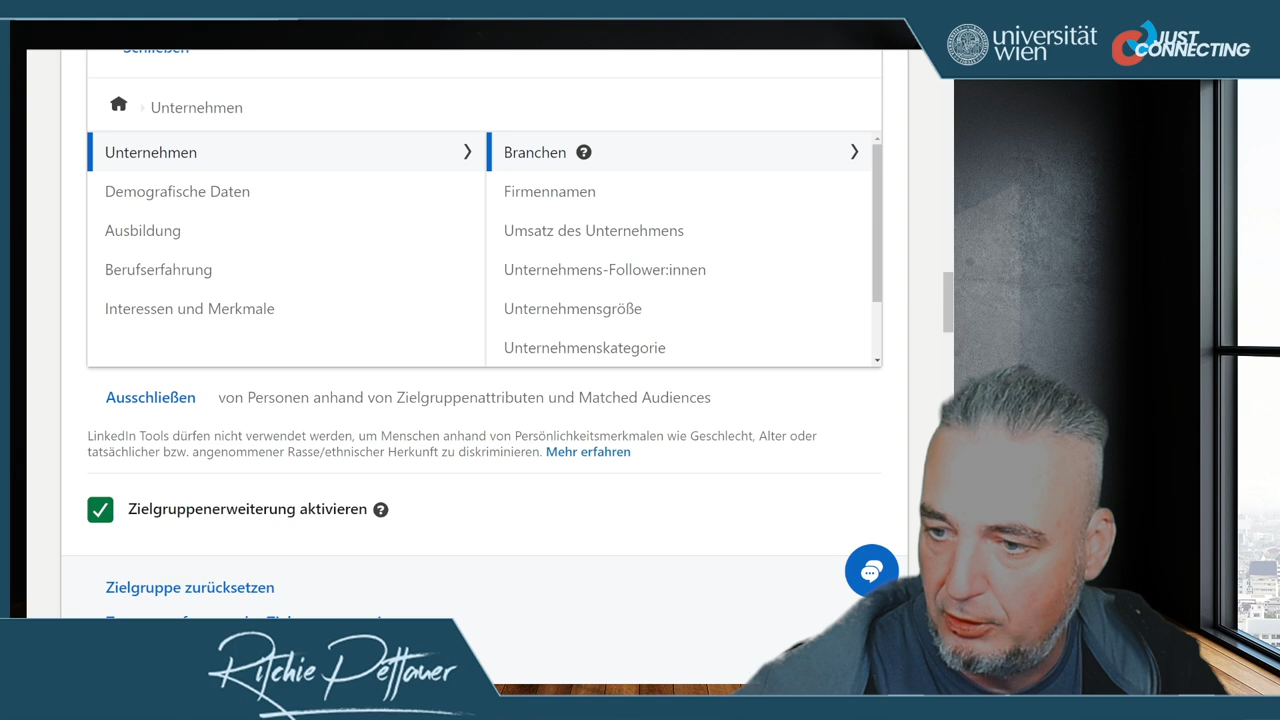 universität
wien
JUST
CONNECTING
Schließen
Unternehmen
Unternehmen
Demografische Daten
Ausbildung
Berufserfahrung
Interessen und Merkmale
Branchen
Firmennamen
Umsatz des Unternehmens
Unternehmens-Follower:innen
Unternehmensgröße
Unternehmenskategorie
Ausschließen von Personen anhand von Zielgruppenattributen und Matched Audiences
LinkedIn Tools dürfen nicht verwendet werden, um Menschen anhand von Persönlichkeitsmerkmalen wie Geschlecht, Alter oder
tatsächlicher bzw. angenommener Rasse/ethnischer Herkunft zu diskriminieren. Mehr erfahren
Zielgruppenerweiterung aktivieren
Zielgruppe zurücksetzen
Ritchie Pettauer